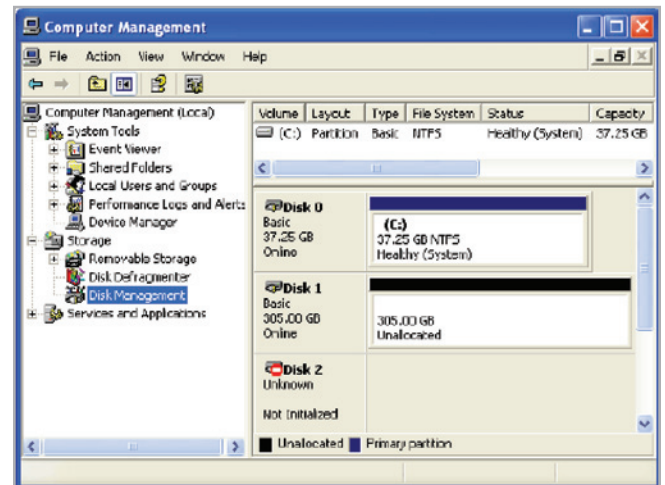 Computer Management
File Action View Window Help
Computer Management (Local)
System Tools
Event Viewer
Shared Folders
Local Users and Groups
Performance Logs and Alerts
Device Manager
Storage
Removable Storage
Disk Defragmenter
Disk Management
Services and Applications
Volume Layout Type File System Status Capacity
(C:) Partition Basic NTFS Healthy (System) 37.25 GB
Disk 0
Basic
37.25 GB
Online
(C:)
37.25 GB NTFS
Healthy (System)
Disk 1
Basic
305.00 GB
Online
305.00 GB
Unallocated
Disk 2
Unknown
Not Initialized
Unallocated Primary partition